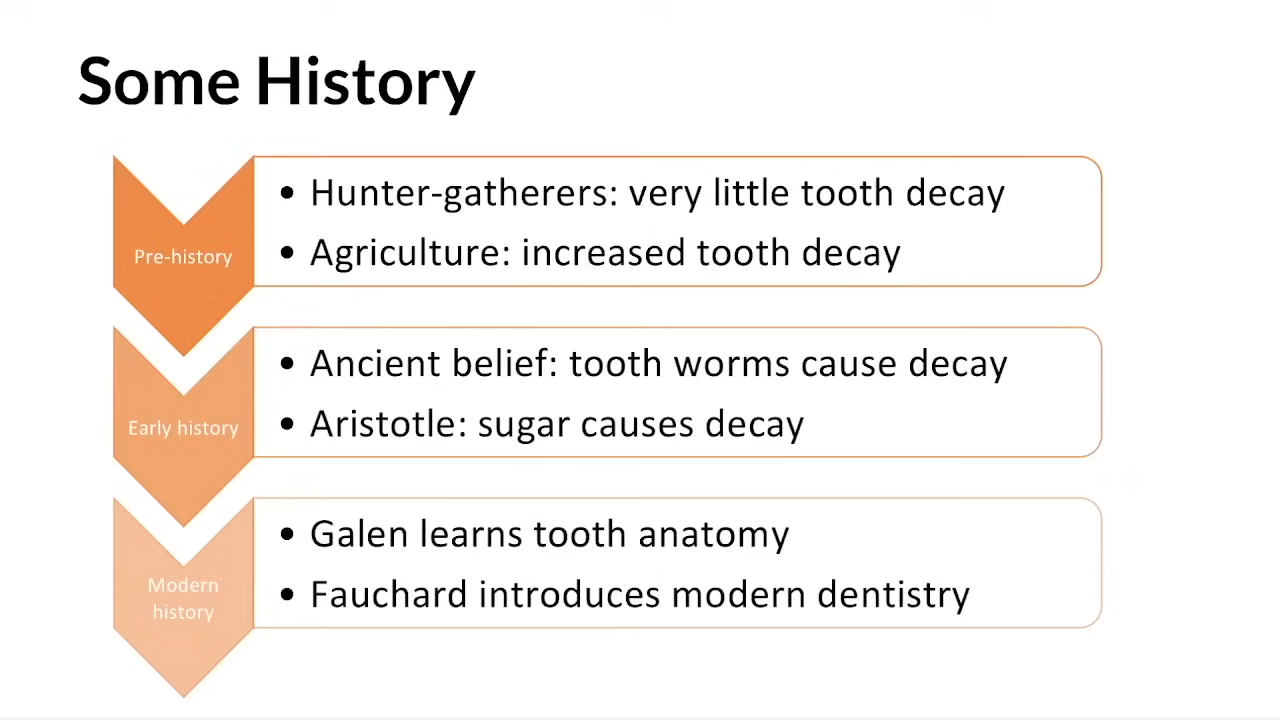 Some History
Pre-history
• Hunter-gatherers: very little tooth decay
• Agriculture: increased tooth decay
Early history
• Ancient belief: tooth worms cause decay
• Aristotle: sugar causes decay
Modern
history
• Galen learns tooth anatomy
• Fauchard introduces modern dentistry